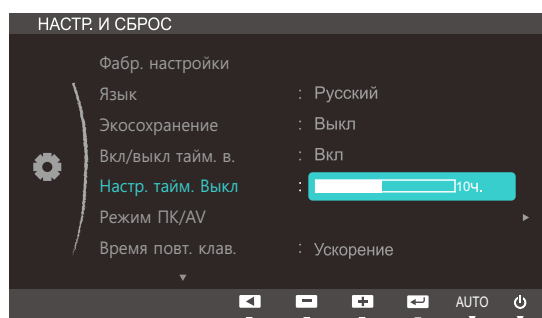 НАСТР. И СБРОС
Фабр. настройки
Язык : Русский
Экосохранение : Выкл
Вкл/выкл тайм. в. : Вкл
Настр. тайм. Выкл : 10ч.
Режим ПК/AV
Время повт. клав. : Ускорение
AUTO